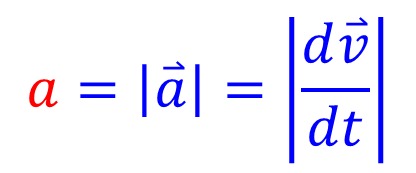 a = |a⃗| = |dv⃗/dt|